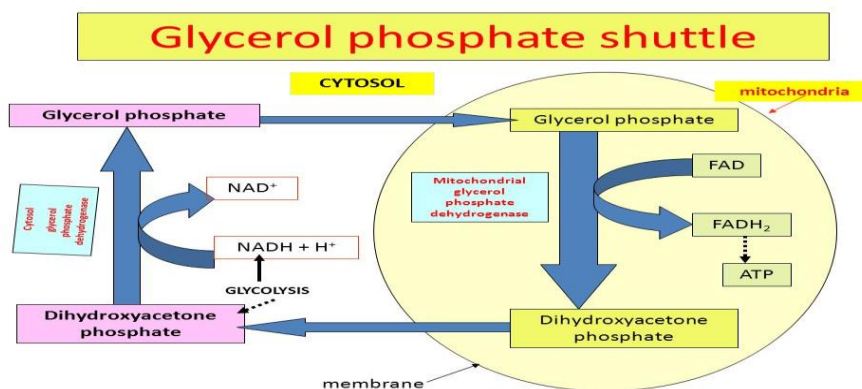 Glycerol phosphate shuttle
CYTOSOL
mitochondria
Glycerol phosphate
Glycerol phosphate
Cytosol
glycerol
phosphate
dehydrogenase
NAD⁺
NADH + H⁺
GLYCOLYSIS
Mitochondrial
glycerol
phosphate
dehydrogenase
FAD
FADH₂
ATP
Dihydroxyacetone
phosphate
Dihydroxyacetone
phosphate
membrane